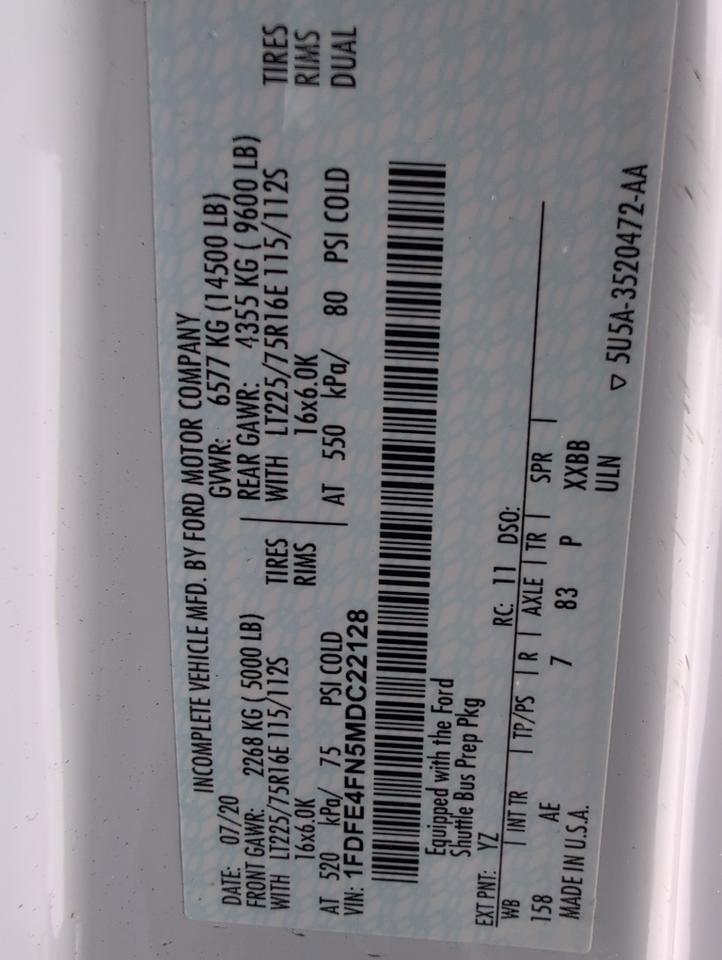 INCOMPLETE VEHICLE MFD. BY FORD MOTOR COMPANY
DATE: 07/20 GVWR: 6577 KG (14500 LB)
FRONT GAWR: 2268 KG ( 5000 LB) REAR GAWR: 4355 KG ( 9600 LB)
WITH LT225/75R16E 115/112S TIRES WITH LT225/75R16E 115/112S TIRES
16x6.0K RIMS 16x6.0K RIMS
AT 520 kPa/ 75 PSI COLD AT 550 kPa/ 80 PSI COLD DUAL
VIN: 1FDFE4FN5MDC22128
Equipped with the Ford
Shuttle Bus Prep Pkg
EXT PNT: YZ RC: 11 DSO:
WB | INT TR | TP/PS | R | AXLE | TR | SPR |
158 AE 7 83 P XXBB
MADE IN U.S.A. ULN
▽ 5U5A-3520472-AA